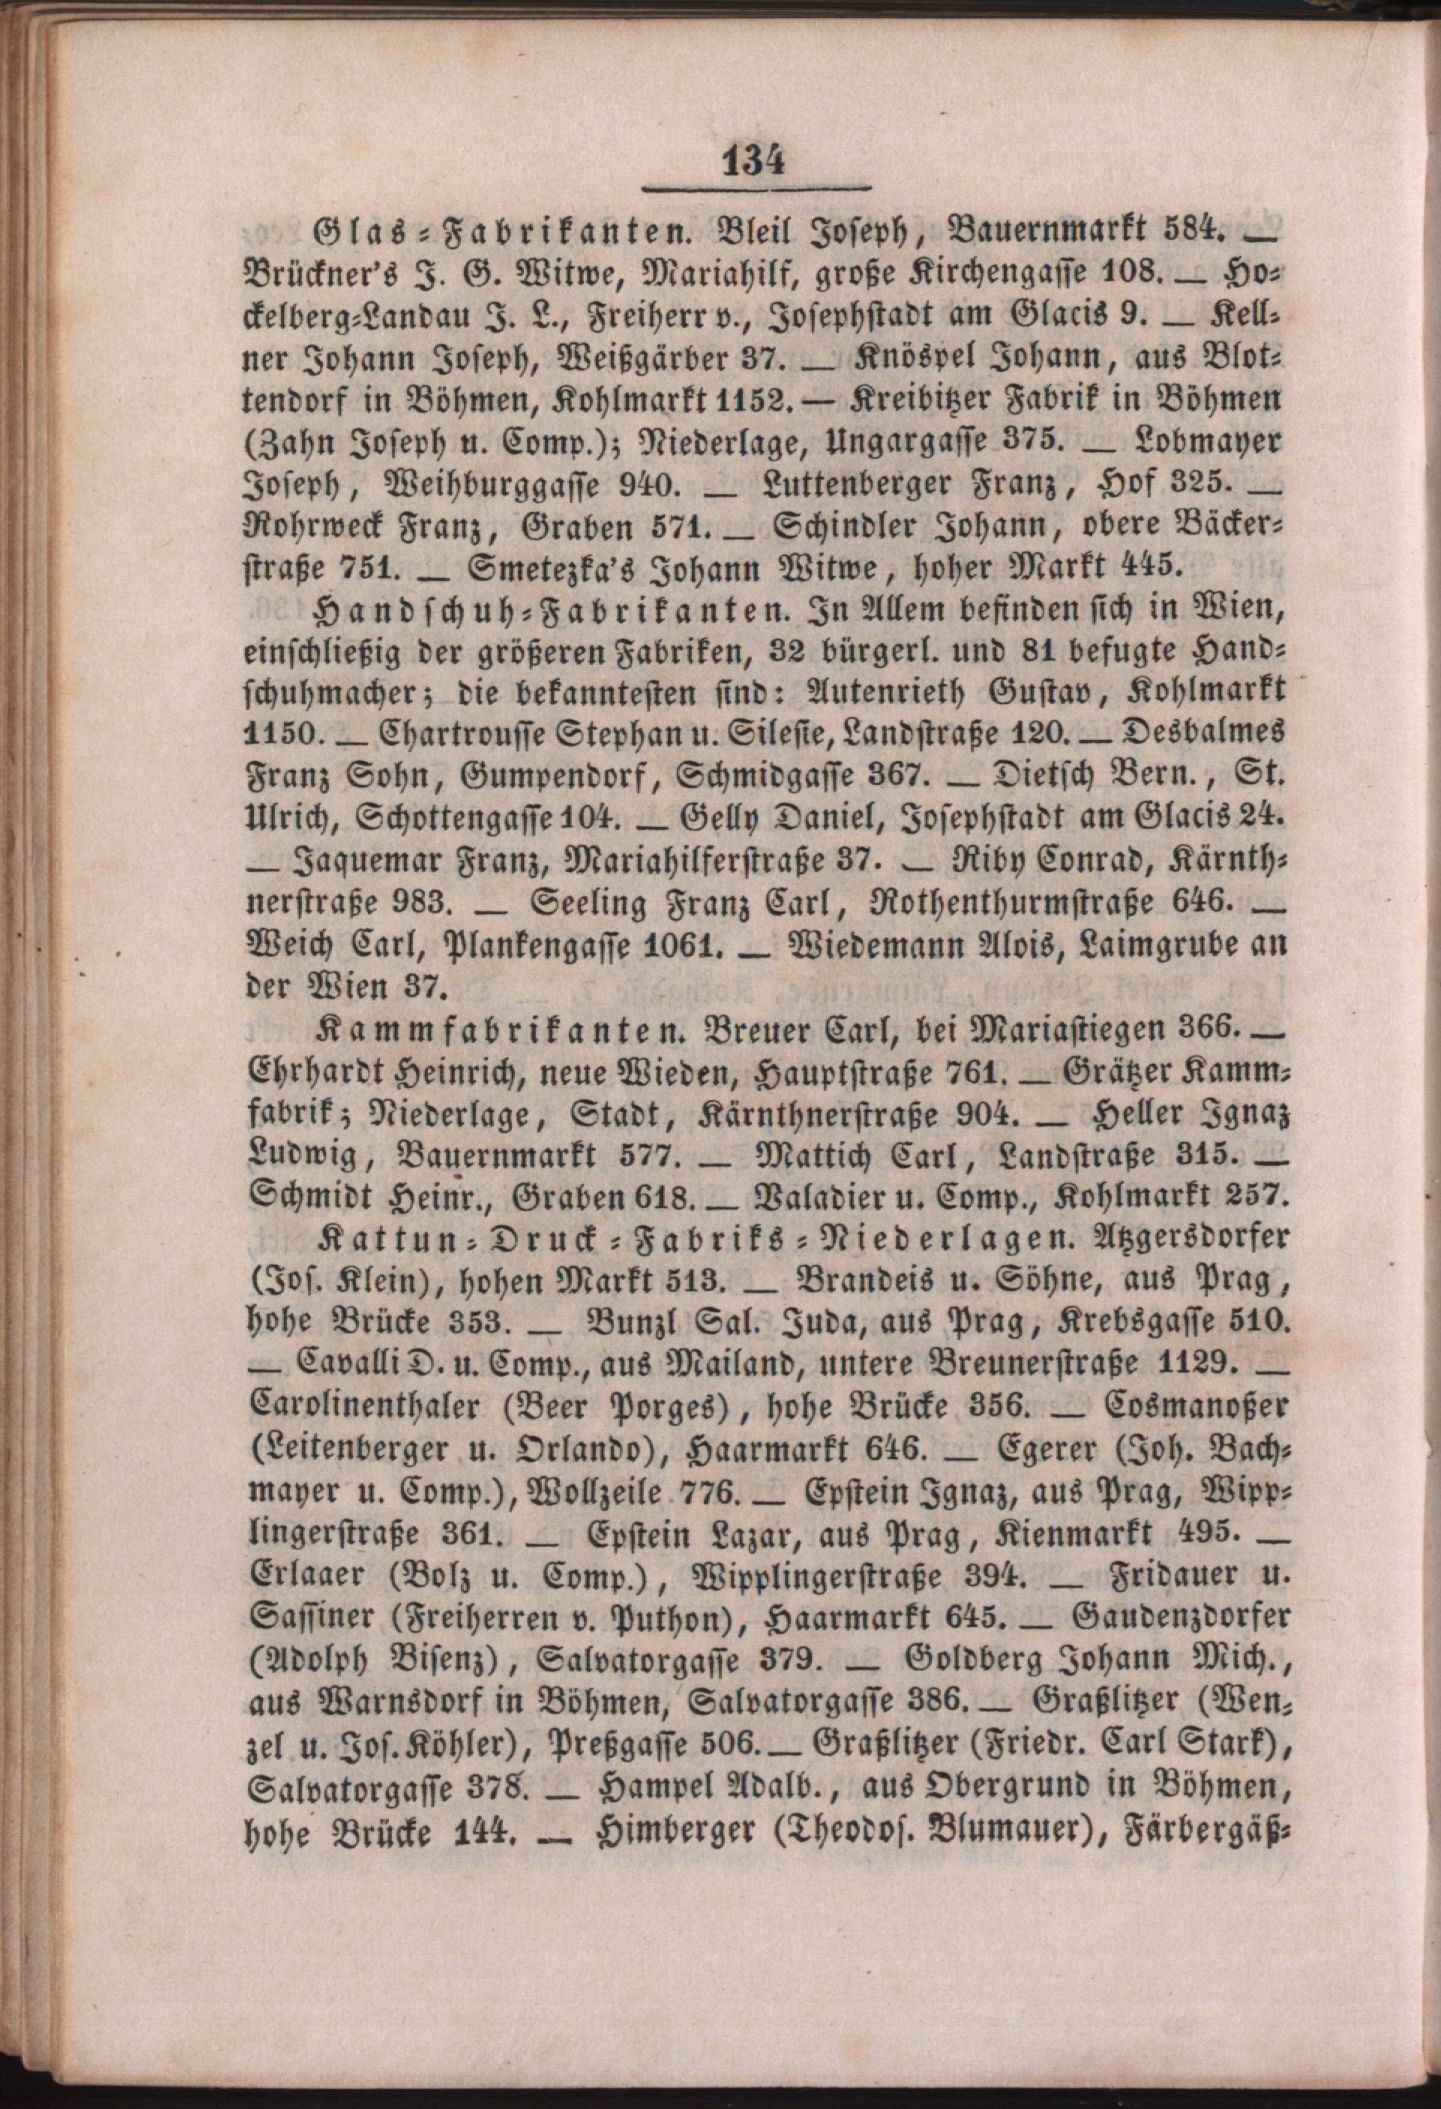 134
Glas-Fabrikanten. Bleil Joseph, Bauernmarkt 584. —
Brückner's J. G. Witwe, Mariahilf, große Kirchengasse 108. — Ho-
ckelberg-Landau J. L., Freiherr v., Josephstadt am Glacis 9. — Kell-
ner Johann Joseph, Weißgärber 37. — Knöspel Johann, aus Blot-
tendorf in Böhmen, Kohlmarkt 1152. — Kreibitzer Fabrik in Böhmen
(Zahn Joseph u. Comp.); Niederlage, Ungargasse 375. — Lobmayer
Joseph, Weihburggasse 940. — Luttenberger Franz, Hof 325. —
Rohrweck Franz, Graben 571. — Schindler Johann, obere Bäcker-
straße 751. — Smetezka's Johann Witwe, hoher Markt 445.
Handschuh-Fabrikanten. In Allem befinden sich in Wien,
einschließig der größeren Fabriken, 32 bürgerl. und 81 befugte Hand-
schuhmacher; die bekanntesten sind: Autenrieth Gustav, Kohlmarkt
1150. — Chartrousse Stephan u. Silesie, Landstraße 120. — Desbalmes
Franz Sohn, Gumpendorf, Schmidgasse 367. — Dietsch Bern., St.
Ulrich, Schottengasse 104. — Gelly Daniel, Josephstadt am Glacis 24.
— Jaquemar Franz, Mariahilferstraße 37. — Riby Conrad, Kärnth-
nerstraße 983. — Seeling Franz Carl, Rothenthurmstraße 646. —
Weich Carl, Plankengasse 1061. — Wiedemann Alois, Laimgrube an
der Wien 37.
Kammfabrikanten. Breuer Carl, bei Mariastiegen 366. —
Ehrhardt Heinrich, neue Wieden, Hauptstraße 761. — Grätzer Kamm-
fabrik; Niederlage, Stadt, Kärnthnerstraße 904. — Heller Ignaz
Ludwig, Bauernmarkt 577. — Mattich Carl, Landstraße 315. —
Schmidt Heinr., Graben 618. — Valadier u. Comp., Kohlmarkt 257.
Kattun-Druck-Fabriks-Niederlagen. Atzgersdorfer
(Jos. Klein), hohen Markt 513. — Brandeis u. Söhne, aus Prag,
hohe Brücke 353. — Bunzl Sal. Juda, aus Prag, Krebsgasse 510.
— Cavalli D. u. Comp., aus Mailand, untere Breunerstraße 1129. —
Carolinenthaler (Beer Porges), hohe Brücke 356. — Cosmanoßer
(Leitenberger u. Orlando), Haarmarkt 646. — Egerer (Joh. Bach-
mayer u. Comp.), Wollzeile 776. — Epstein Ignaz, aus Prag, Wipp-
lingerstraße 361. — Epstein Lazar, aus Prag, Kienmarkt 495. —
Erlaaer (Bolz u. Comp.), Wipplingerstraße 394. — Fridauer u.
Sassiner (Freiherren v. Puthon), Haarmarkt 645. — Gaudenzdorfer
(Adolph Bisenz), Salvatorgasse 379. — Goldberg Johann Mich.,
aus Warnsdorf in Böhmen, Salvatorgasse 386. — Graßlitzer (Wen-
zel u. Jos. Köhler), Preßgasse 506. — Graßlitzer (Friedr. Carl Stark),
Salvatorgasse 378. — Hampel Adalb., aus Obergrund in Böhmen,
hohe Brücke 144. — Himberger (Theodos. Blumauer), Färbergäß-